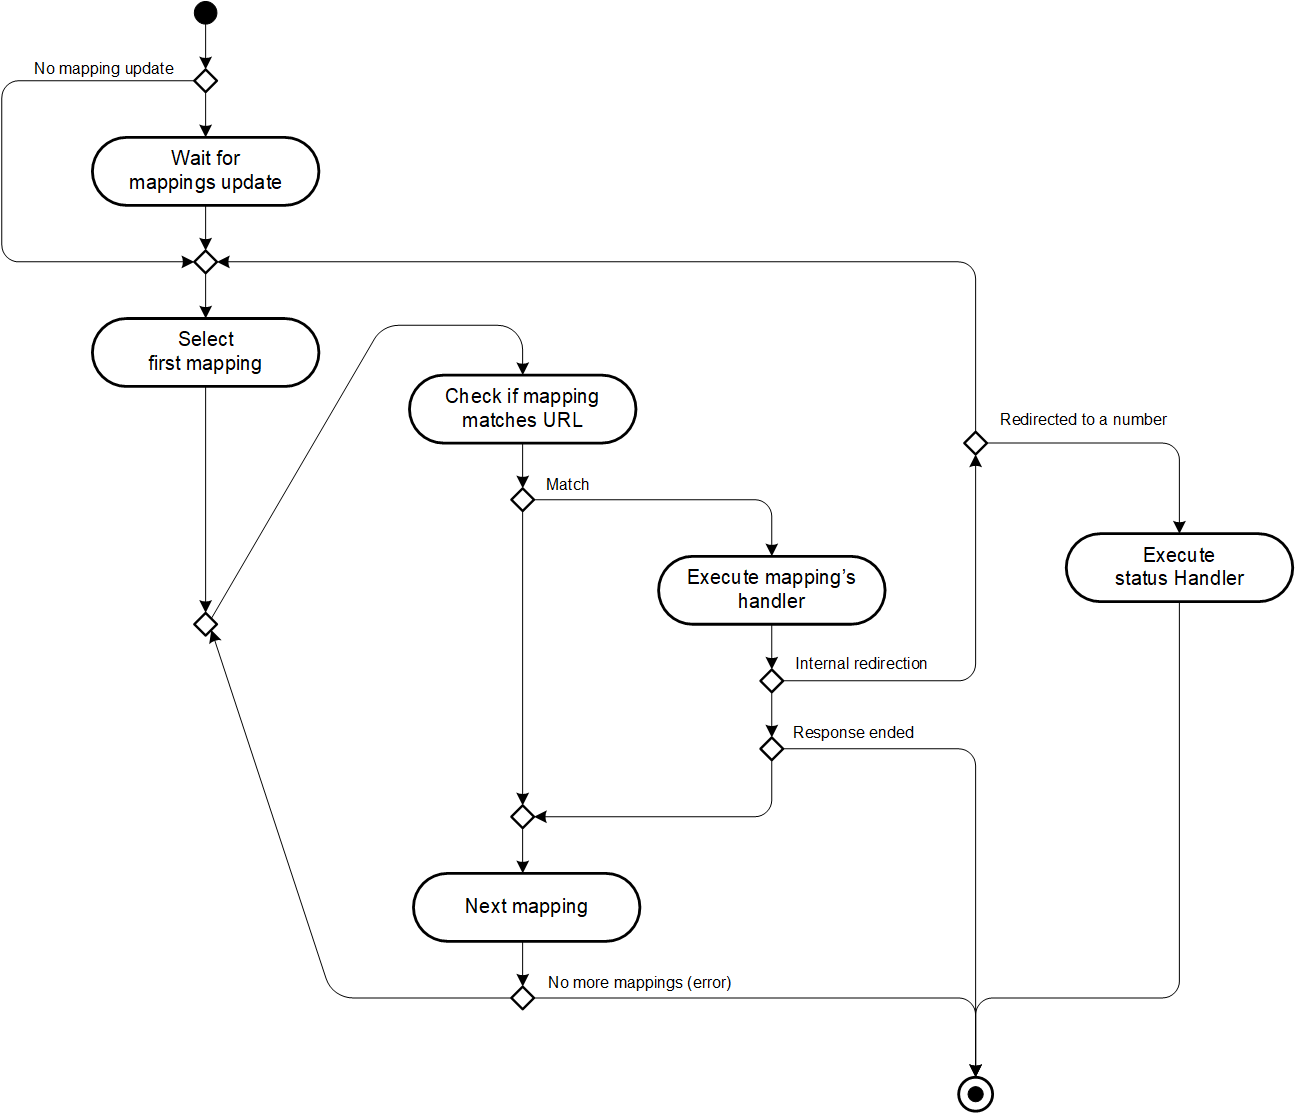 No mapping update
Wait for
mappings update
Select
first mapping
Check if mapping
matches URL
Redirected to a number
Match
Execute mapping’s
handler
Execute
status Handler
Internal redirection
Response ended
Next mapping
No more mappings (error)